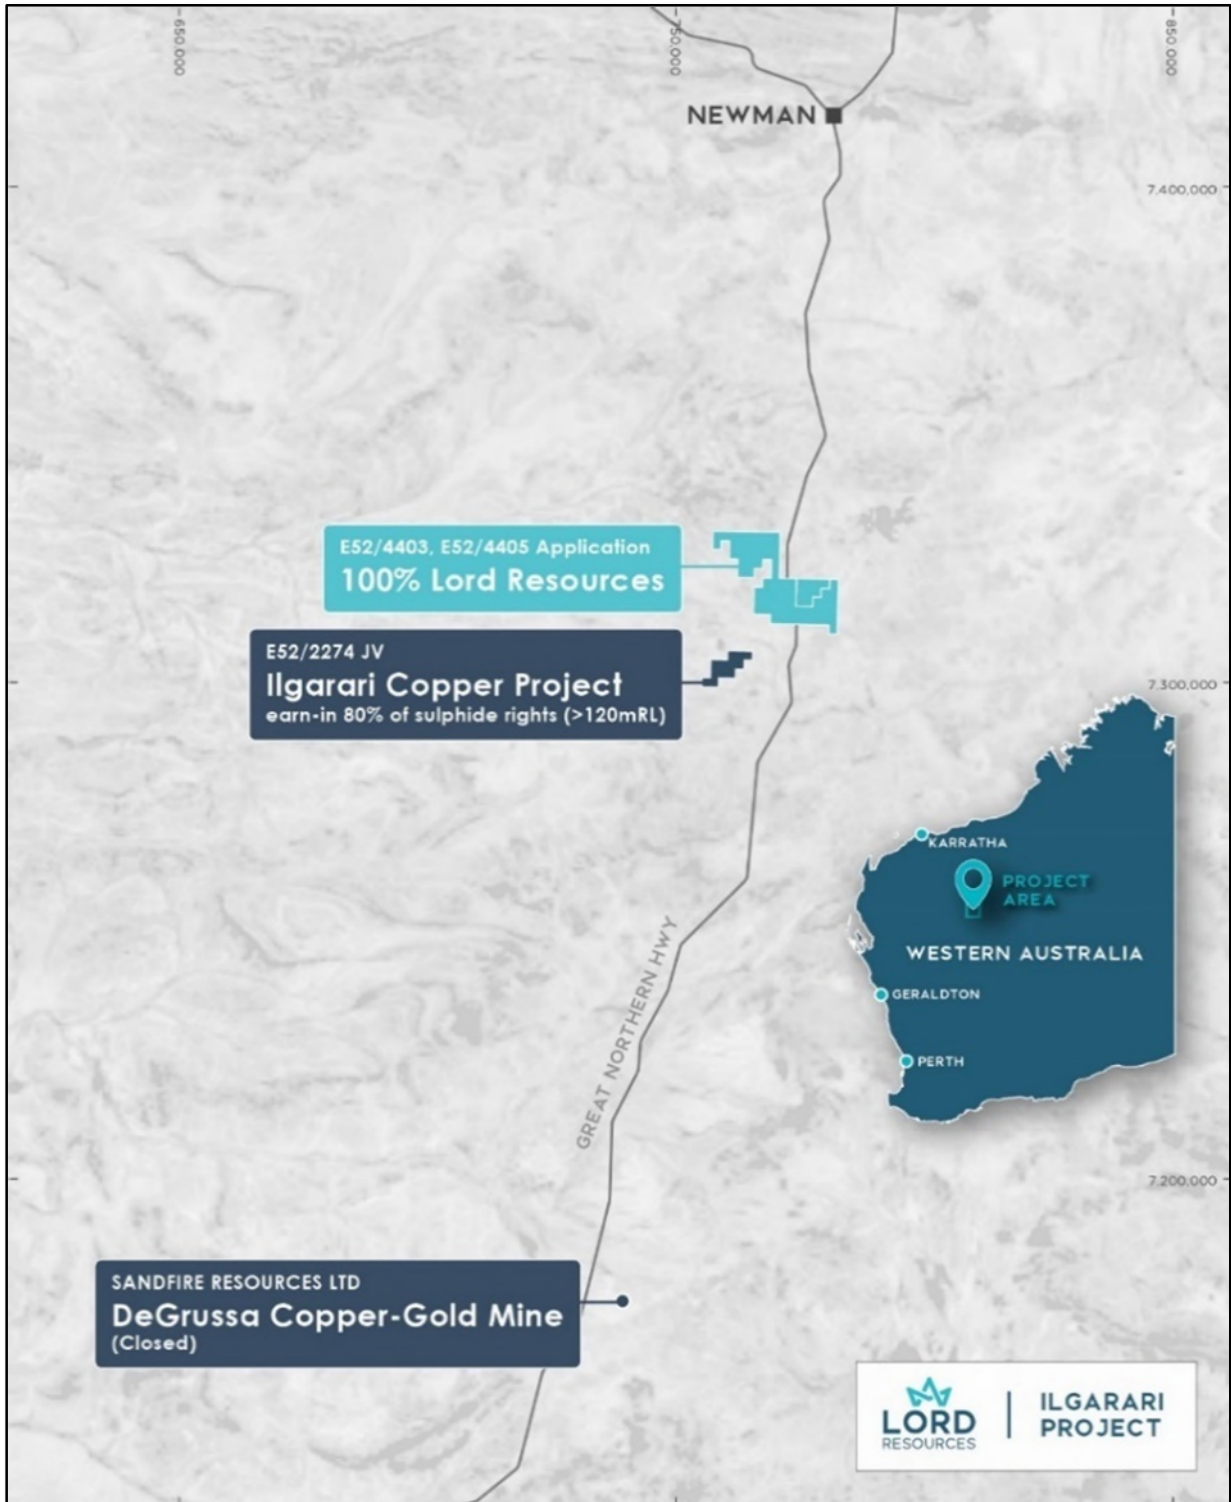 650,000
750,000
850,000
NEWMAN
7,400,000
E52/4403, E52/4405 Application
100% Lord Resources
E52/2274 JV
Ilgarari Copper Project
earn-in 80% of sulphide rights (>120mRL)
7,300,000
KARRATHA
PROJECT
AREA
WESTERN AUSTRALIA
GERALDTON
PERTH
GREAT NORTHERN HWY
7,200,000
SANDFIRE RESOURCES LTD
DeGrussa Copper-Gold Mine
(Closed)
LORD
RESOURCES
ILGARARI
PROJECT